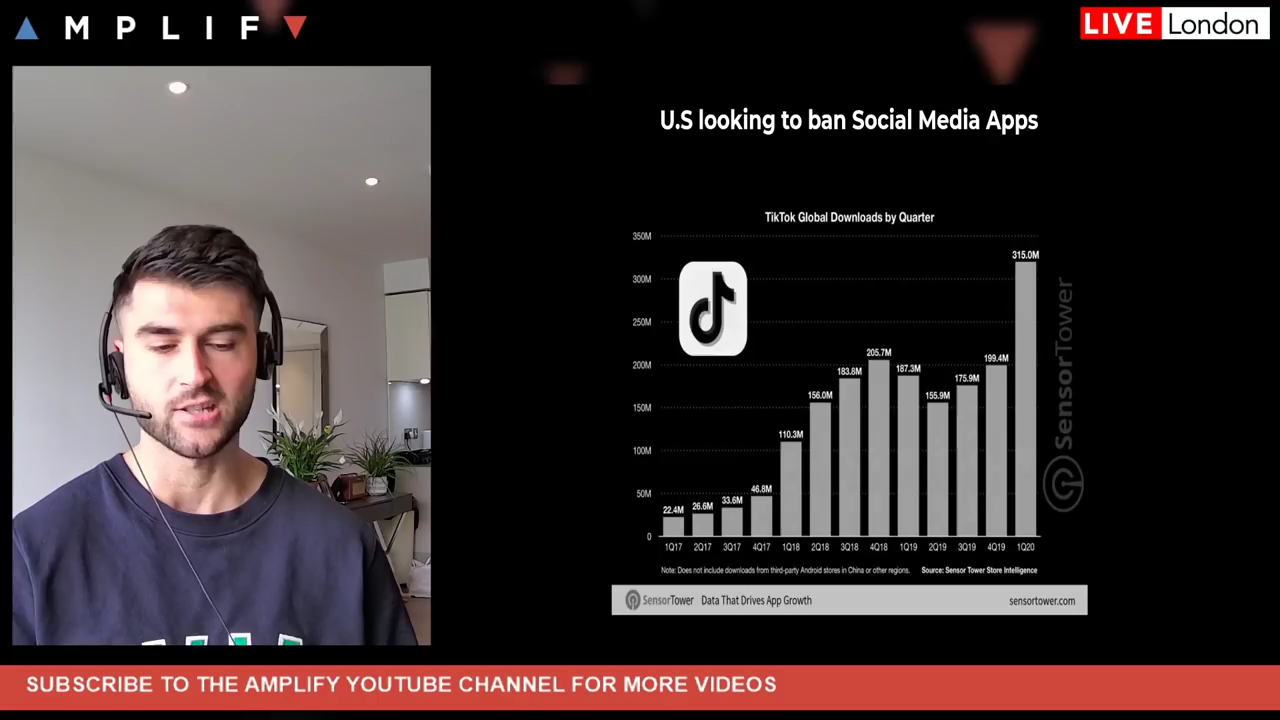 AMPLIFY
LIVE London
U.S looking to ban Social Media Apps
TikTok Global Downloads by Quarter
350M
300M
250M
200M
150M
100M
50M
0
22.4M
26.6M
33.6M
46.8M
110.3M
156.0M
183.8M
205.7M
187.3M
155.9M
175.9M
199.4M
315.0M
1Q17 2Q17 3Q17 4Q17 1Q18 2Q18 3Q18 4Q18 1Q19 2Q19 3Q19 4Q19 1Q20
SensorTower
Note: Does not include downloads from third-party Android stores in China or other regions. Source: Sensor Tower Store Intelligence
SensorTower Data That Drives App Growth sensortower.com
SUBSCRIBE TO THE AMPLIFY YOUTUBE CHANNEL FOR MORE VIDEOS